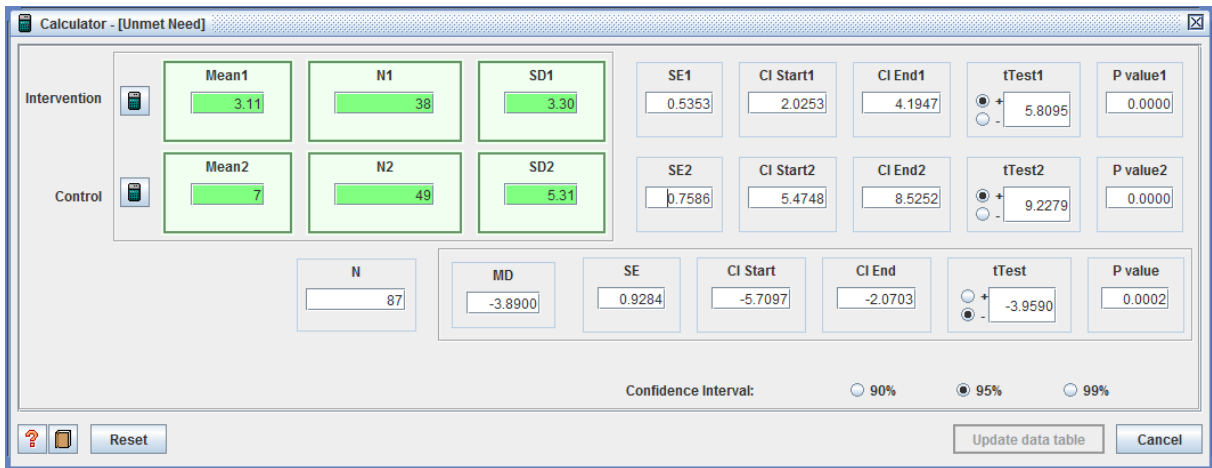 Calculator - [Unmet Need]
Mean1 N1 SD1 SE1 CI Start1 CI End1 tTest1 P value1
Intervention 3.11 38 3.30 0.5353 2.0253 4.1947 + - 5.8095 0.0000
Mean2 N2 SD2 SE2 CI Start2 CI End2 tTest2 P value2
Control 7 49 5.31 0.7586 5.4748 8.5252 + - 9.2279 0.0000
N MD SE CI Start CI End tTest P value
87 -3.8900 0.9284 -5.7097 -2.0703 + - -3.9590 0.0002
Confidence Interval: 90% 95% 99%
? Reset Update data table Cancel